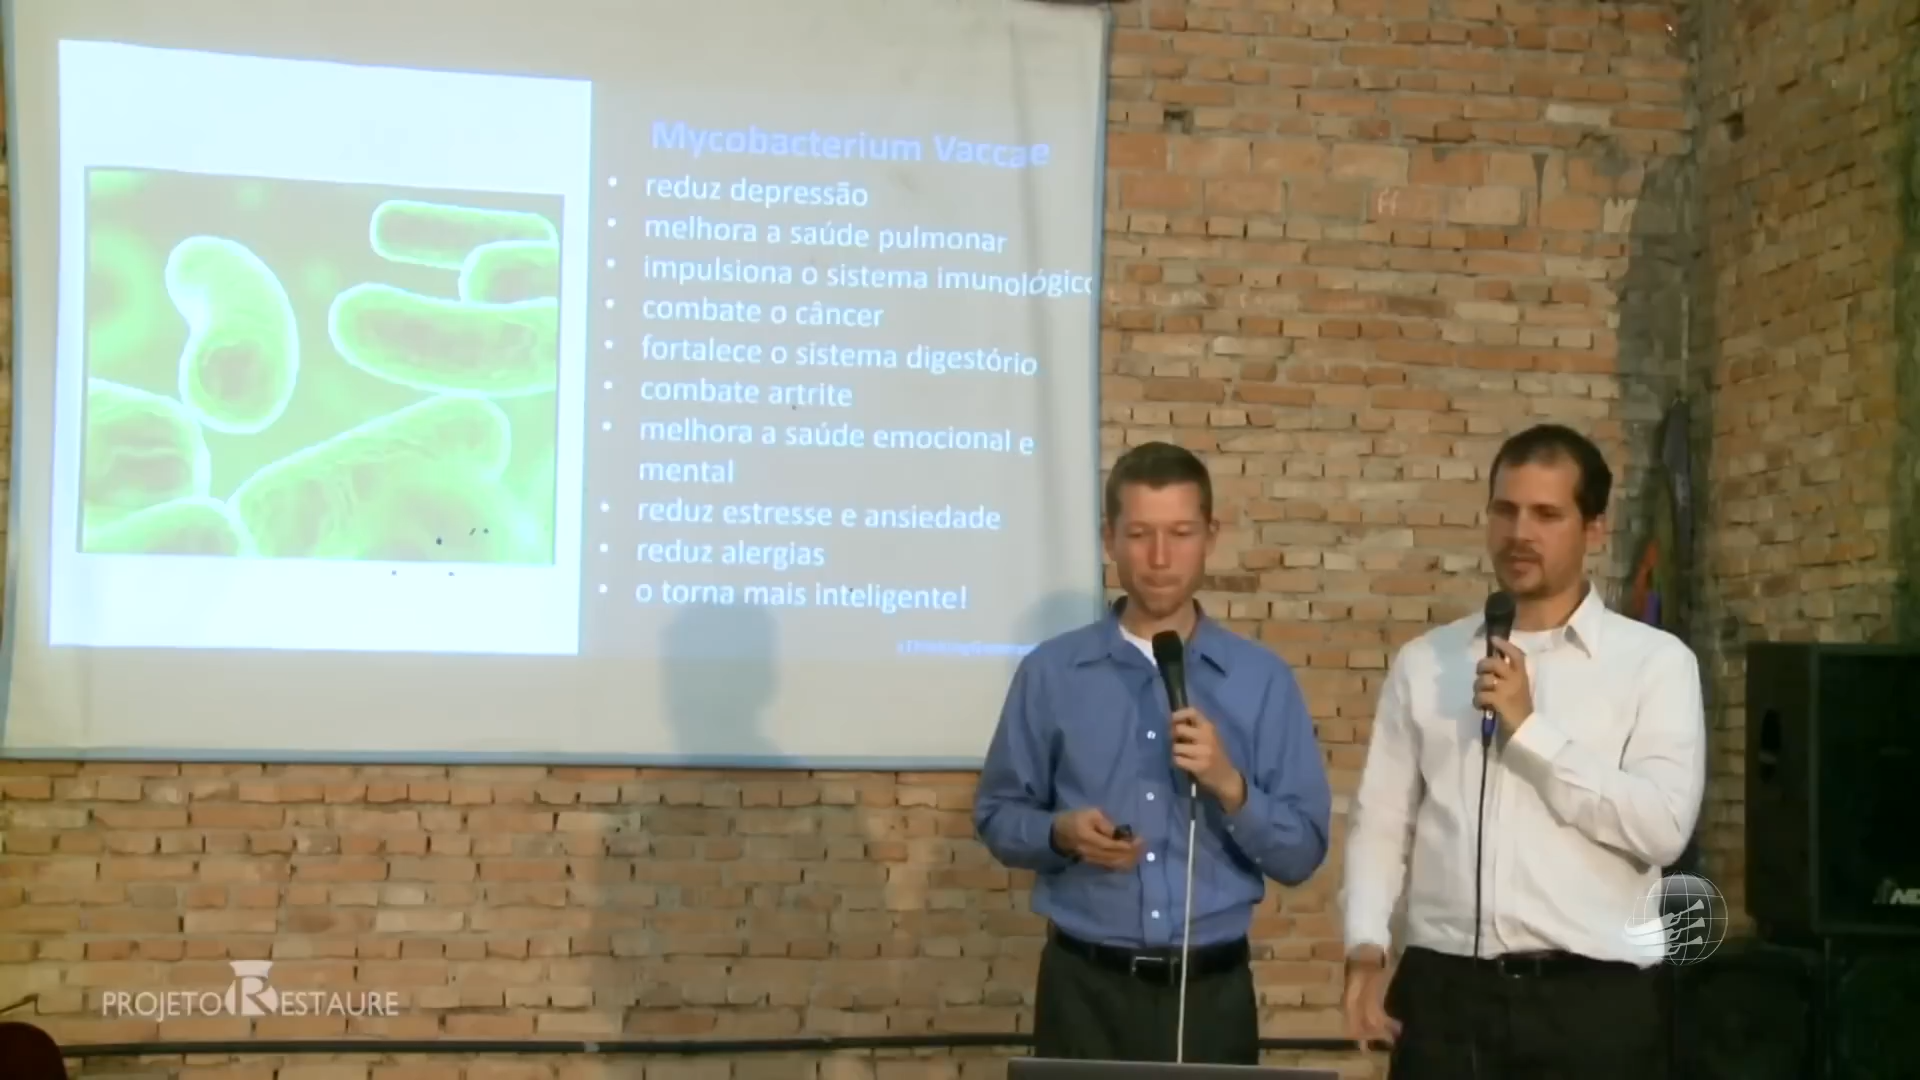 Mycobacterium Vaccae
• reduz depressão
• melhora a saúde pulmonar
• impulsiona o sistema imunológico
• combate o câncer
• fortalece o sistema digestório
• combate artrite
• melhora a saúde emocional e
mental
• reduz estresse e ansiedade
• reduz alergias
• o torna mais inteligente!
PROJETO RESTAURE